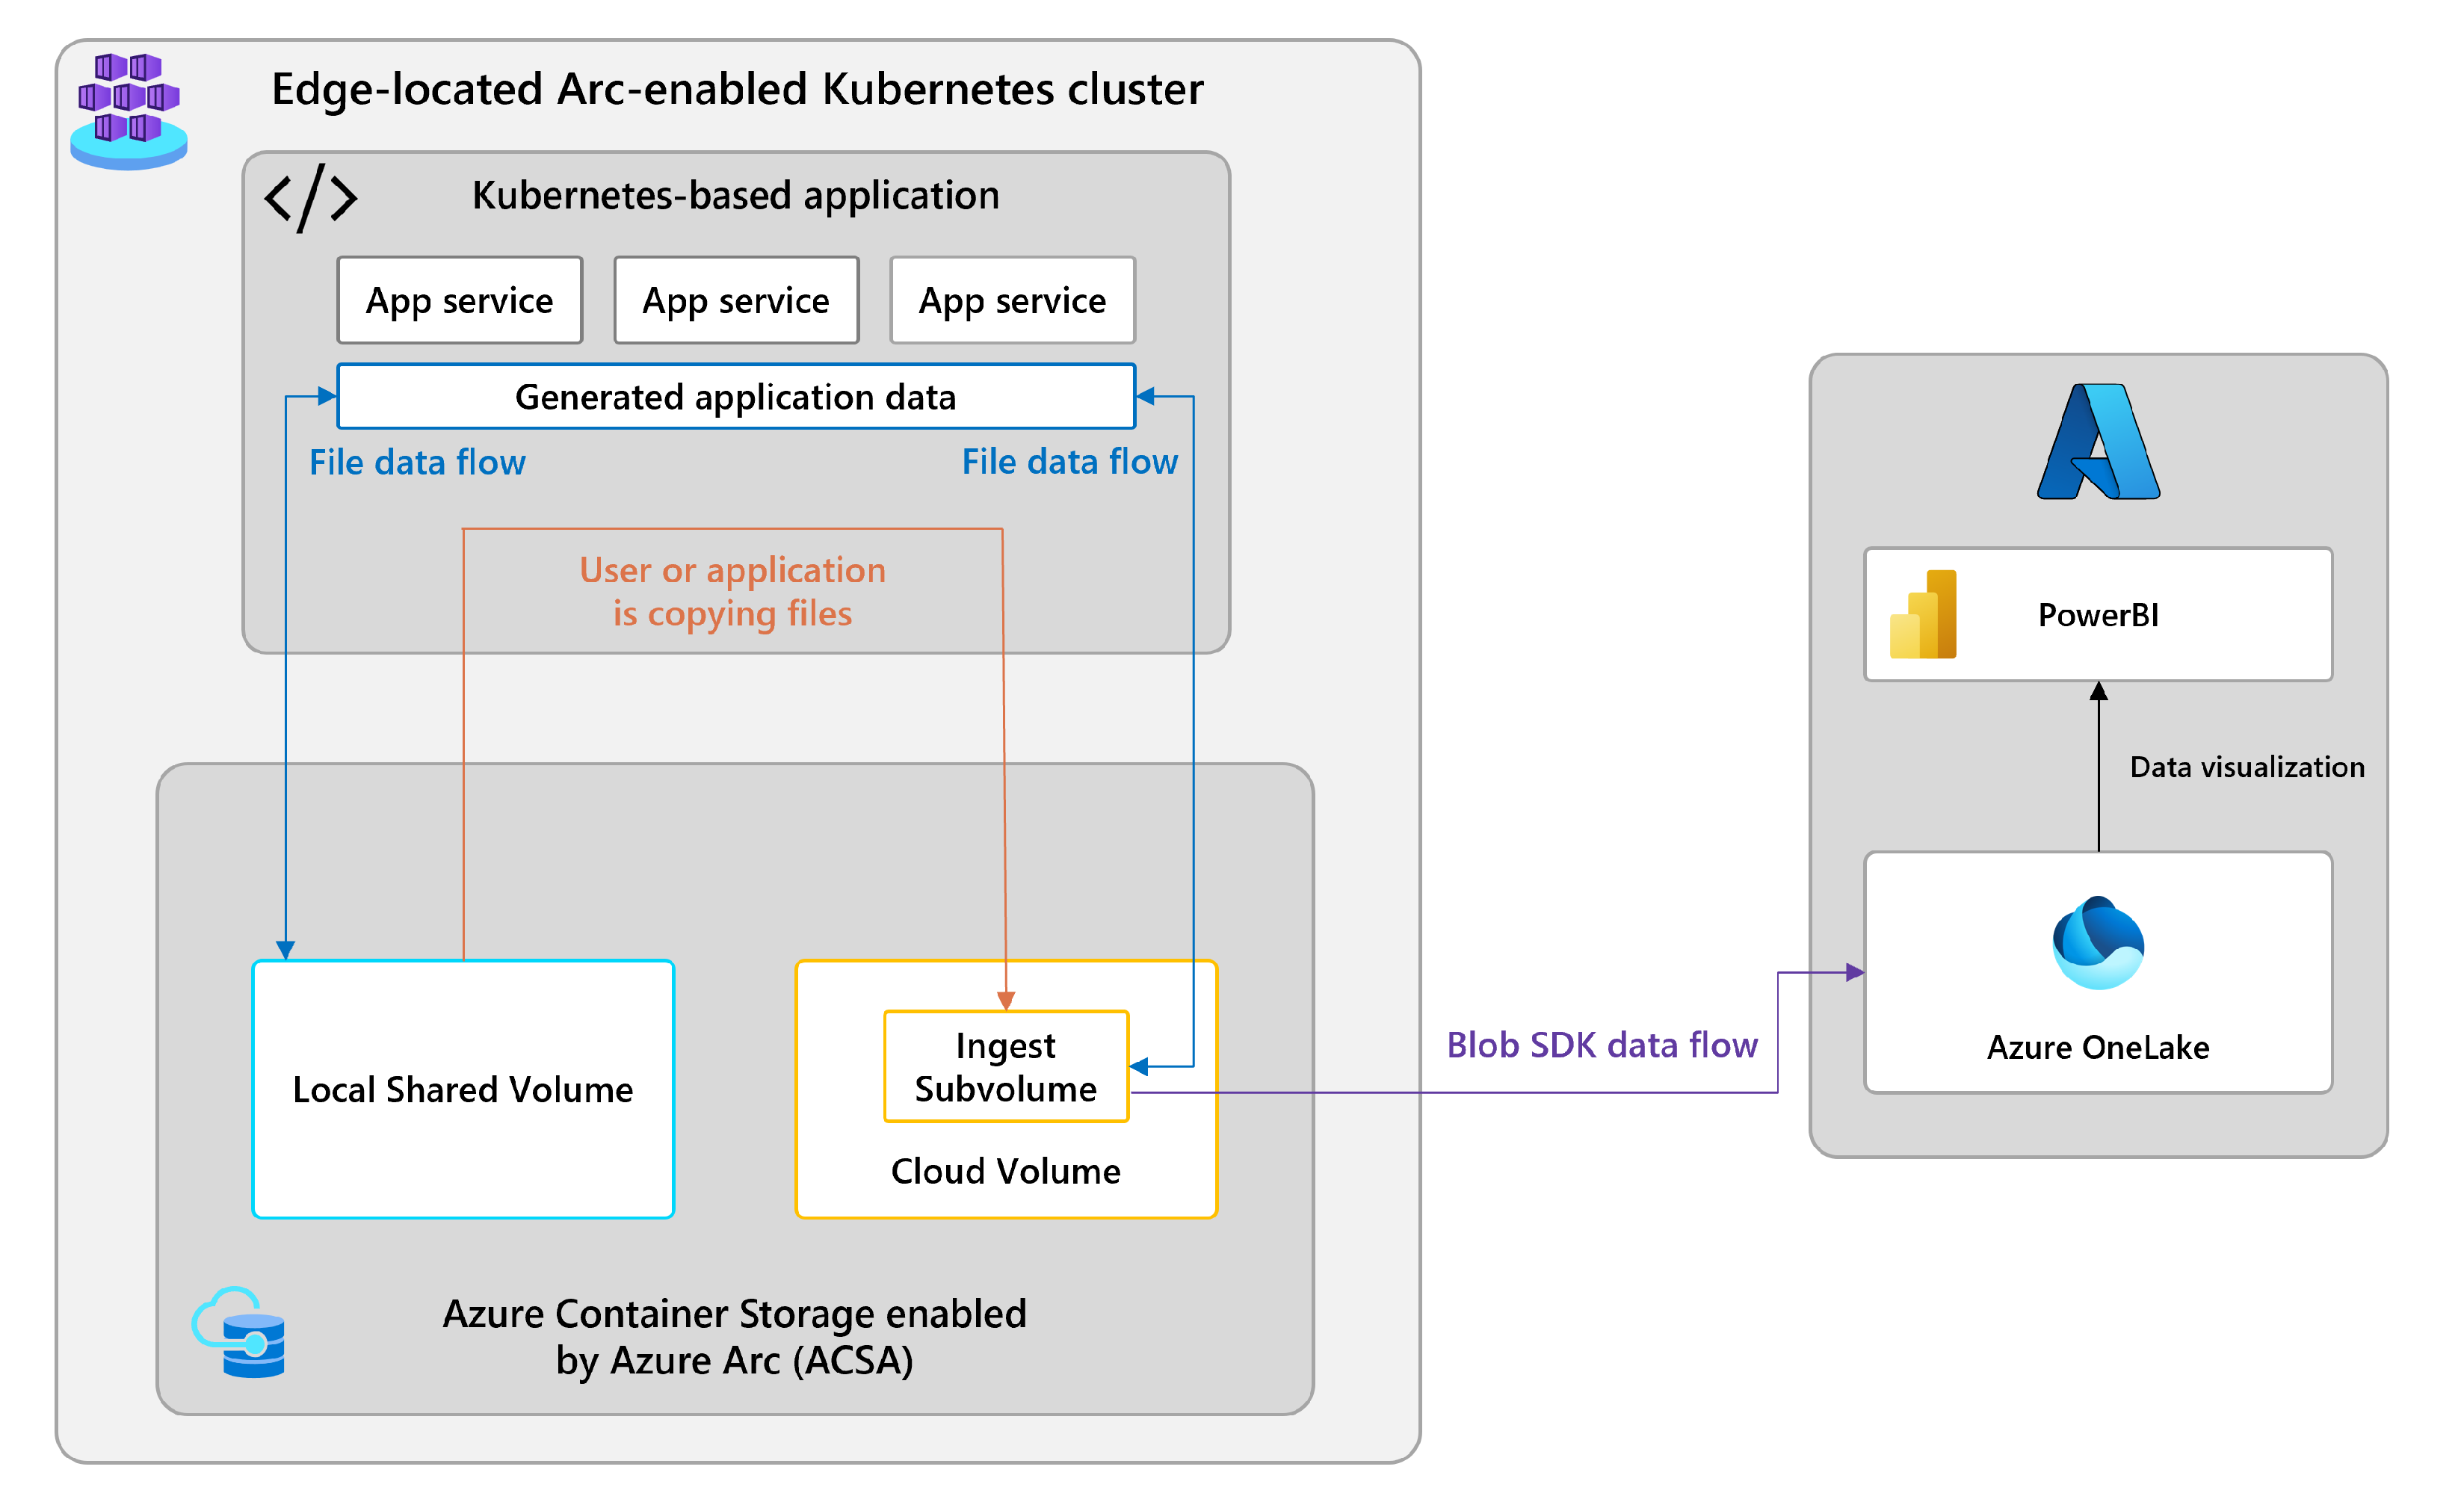 Edge-located Arc-enabled Kubernetes cluster
Kubernetes-based application
App service
App service
App service
Generated application data
File data flow
File data flow
User or application
is copying files
Local Shared Volume
Ingest
Subvolume
Cloud Volume
Azure Container Storage enabled
by Azure Arc (ACSA)
Blob SDK data flow
PowerBI
Data visualization
Azure OneLake